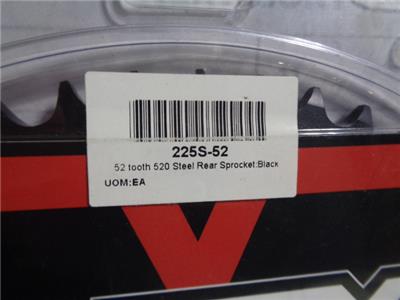 225S-52
52 tooth 520 Steel Rear Sprocket:Black
UOM:EA